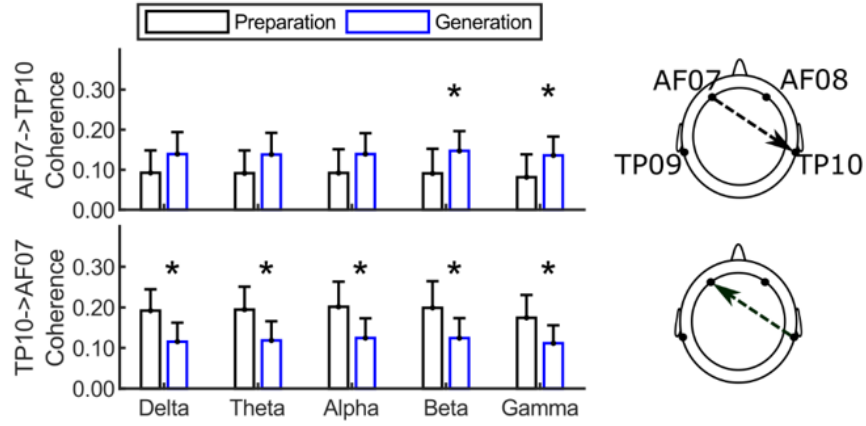 Preparation Generation
AF07->TP10
Coherence
0.30
0.20
0.10
0.00
*
*
AF07 AF08
TP09 TP10
TP10->AF07
Coherence
0.30
0.20
0.10
0.00
* * * * *
Delta Theta Alpha Beta Gamma